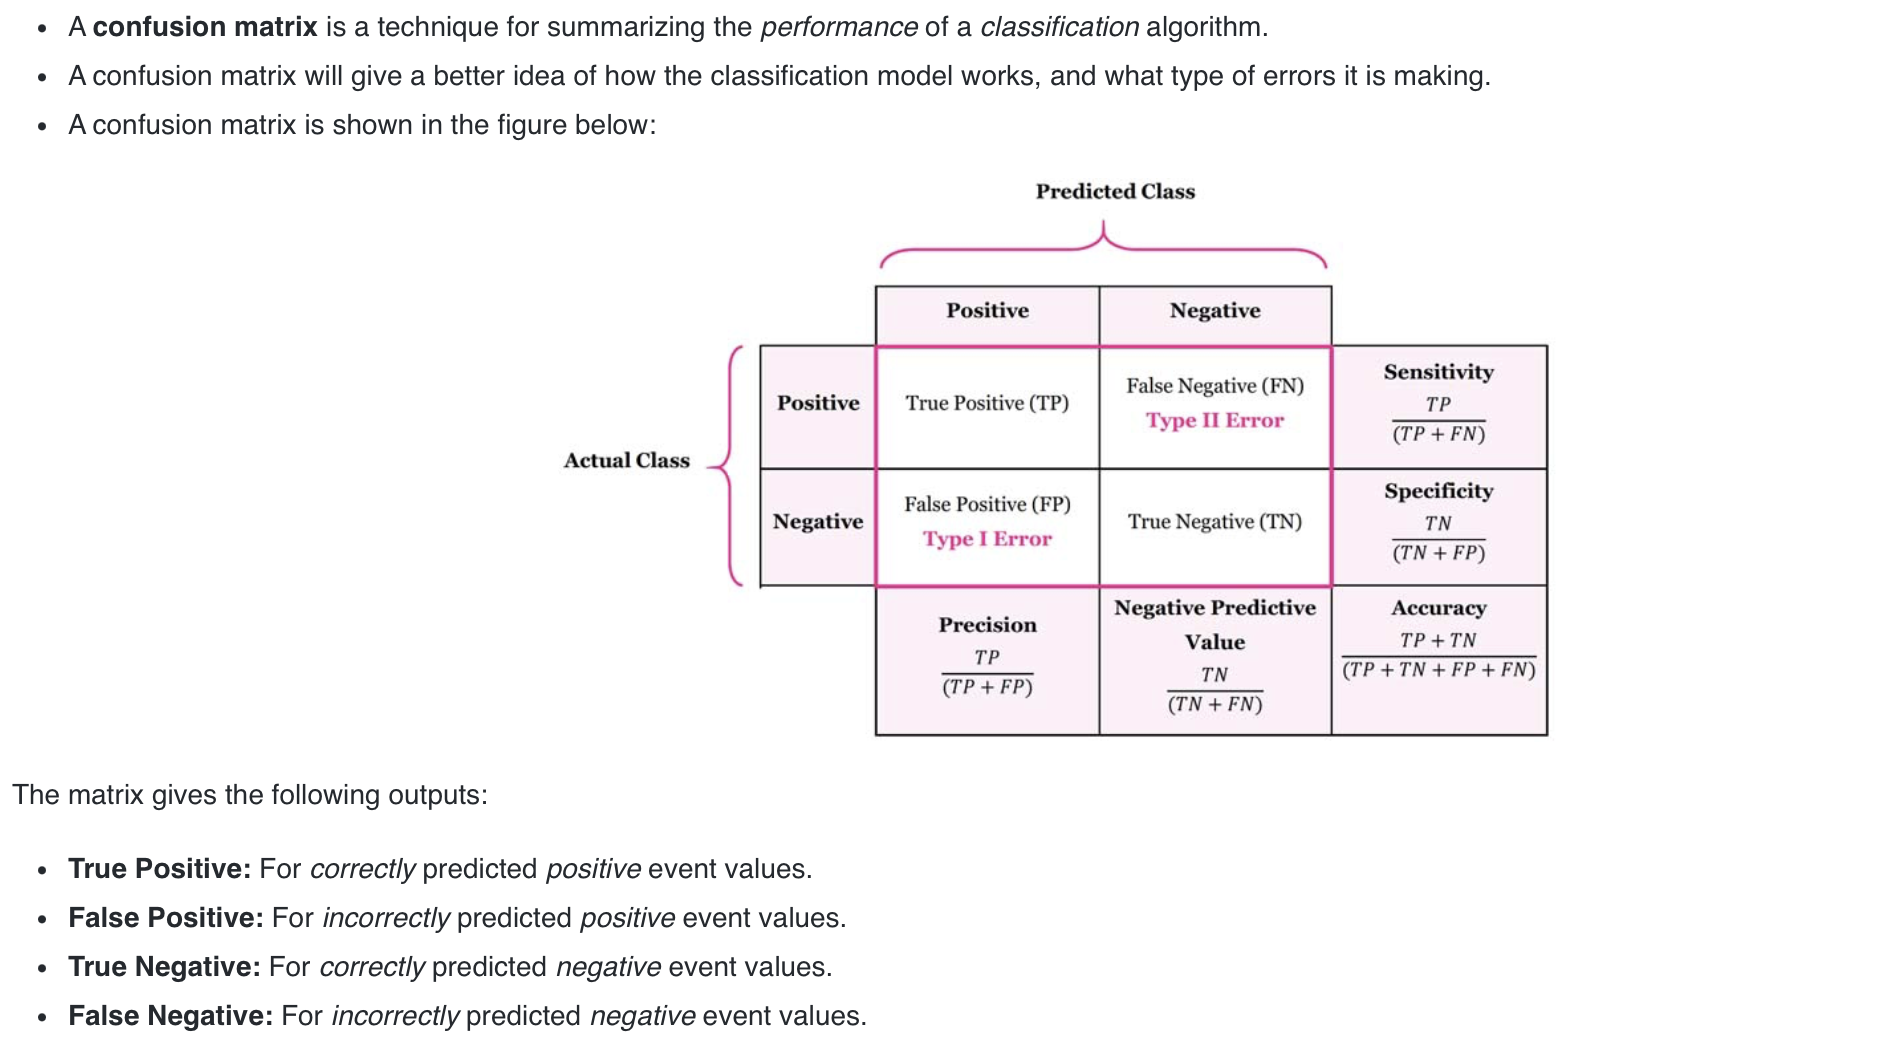 • A confusion matrix is a technique for summarizing the performance of a classification algorithm.
• A confusion matrix will give a better idea of how the classification model works, and what type of errors it is making.
• A confusion matrix is shown in the figure below:
Predicted Class
Positive
Negative
Actual Class
Positive
True Positive (TP)
False Negative (FN)
Type II Error
Sensitivity
TP
(TP + FN)
Negative
False Positive (FP)
Type I Error
True Negative (TN)
Specificity
TN
(TN + FP)
Precision
TP
(TP + FP)
Negative Predictive
Value
TN
(TN + FN)
Accuracy
TP + TN
(TP + TN + FP + FN)
The matrix gives the following outputs:
• True Positive: For correctly predicted positive event values.
• False Positive: For incorrectly predicted positive event values.
• True Negative: For correctly predicted negative event values.
• False Negative: For incorrectly predicted negative event values.